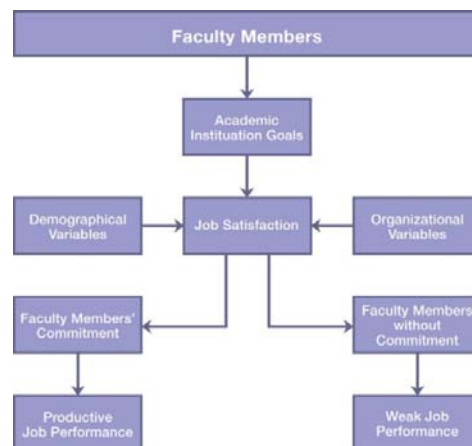 Faculty Members
Academic
Instituation Goals
Demographical
Variables
Job Satisfaction
Organizational
Variables
Faculty Members'
Commitment
Faculty Members
without
Commitment
Productive
Job Performance
Weak Job
Performance